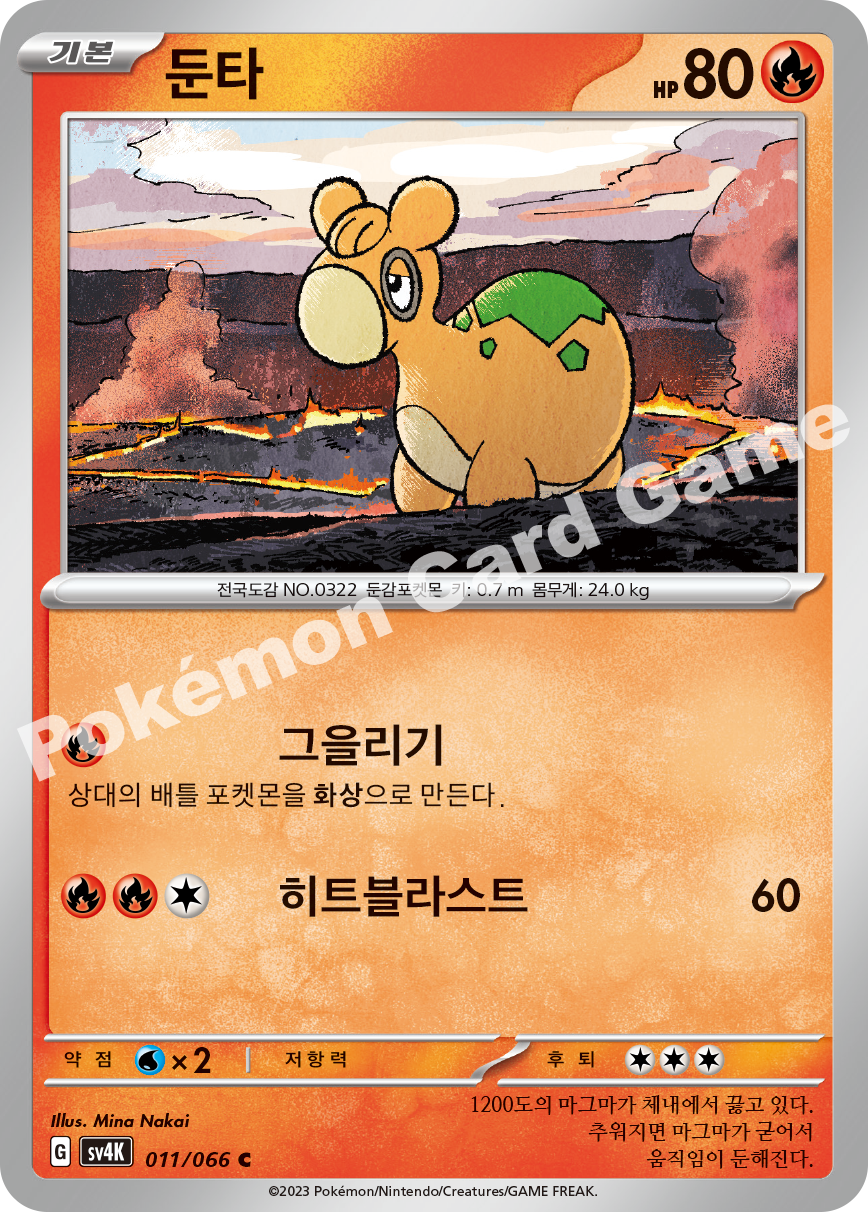 기본
둔타
HP 80
전국도감 NO.0322 둔감포켓몬 키: 0.7 m 몸무게: 24.0 kg
Pokémon Card Game
그을리기
상대의 배틀 포켓몬을 화상으로 만든다.
히트블라스트 60
약점 ×2 저항력 후퇴
Illus. Mina Nakai
G SV4K 011/066 C
1200도의 마그마가 체내에서 끓고 있다.
추워지면 마그마가 굳어서
움직임이 둔해진다.
©2023 Pokémon/Nintendo/Creatures/GAME FREAK.